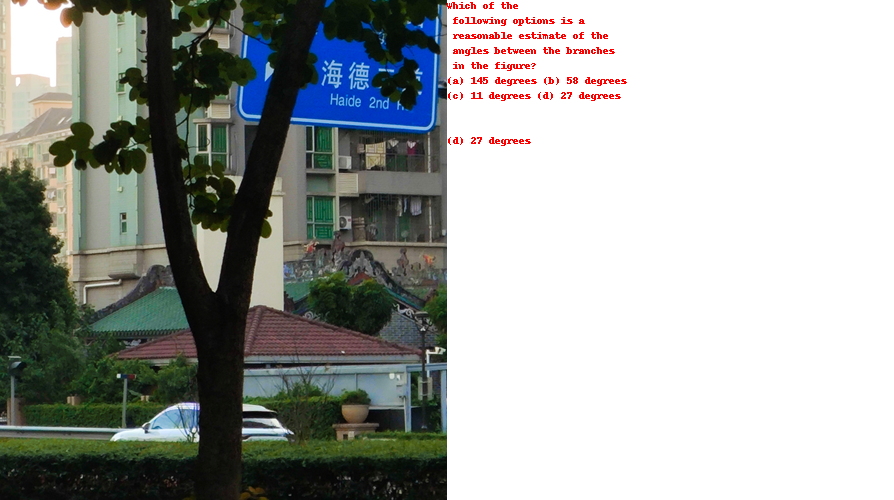 海德
Haide 2nd
Which of the
following options is a
reasonable estimate of the
angles between the branches
in the figure?
(a) 145 degrees (b) 58 degrees
(c) 11 degrees (d) 27 degrees
(d) 27 degrees